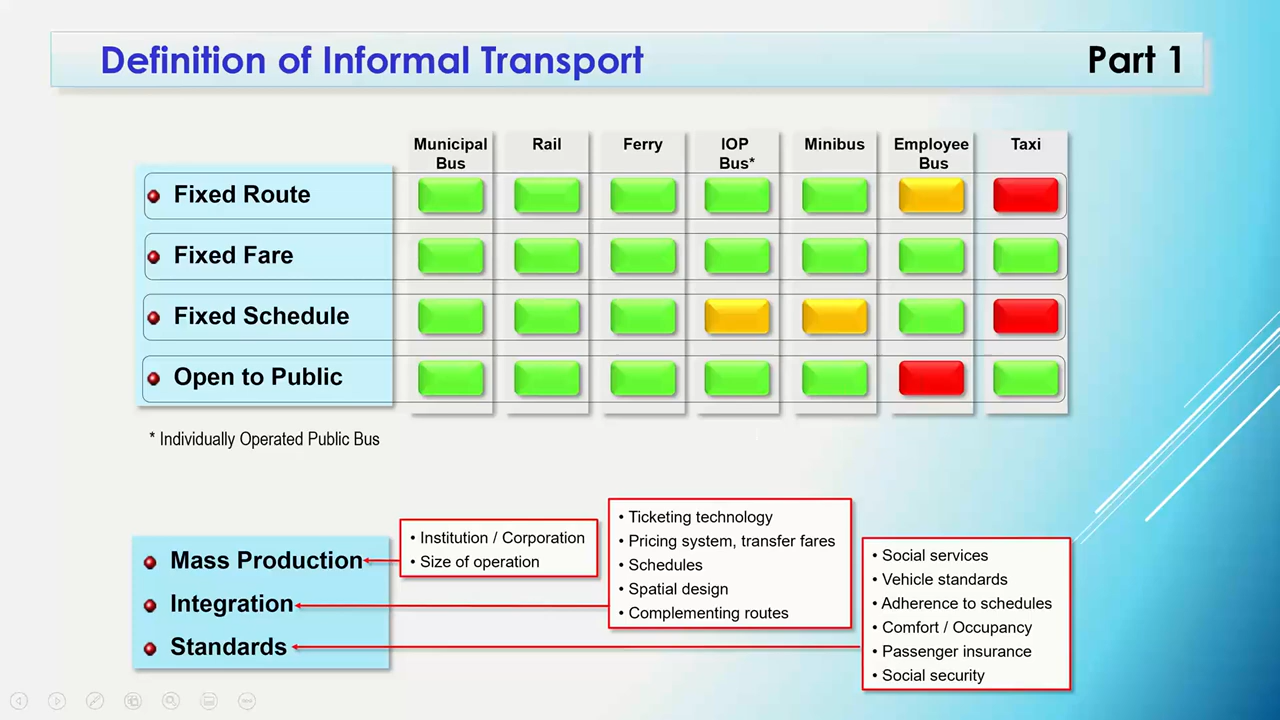 Definition of Informal Transport
Part 1
Municipal Bus
Rail
Ferry
IOP Bus*
Minibus
Employee Bus
Taxi
Fixed Route
Fixed Fare
Fixed Schedule
Open to Public
* Individually Operated Public Bus
Mass Production
Integration
Standards
• Institution / Corporation
• Size of operation
• Ticketing technology
• Pricing system, transfer fares
• Schedules
• Spatial design
• Complementing routes
• Social services
• Vehicle standards
• Adherence to schedules
• Comfort / Occupancy
• Passenger insurance
• Social security